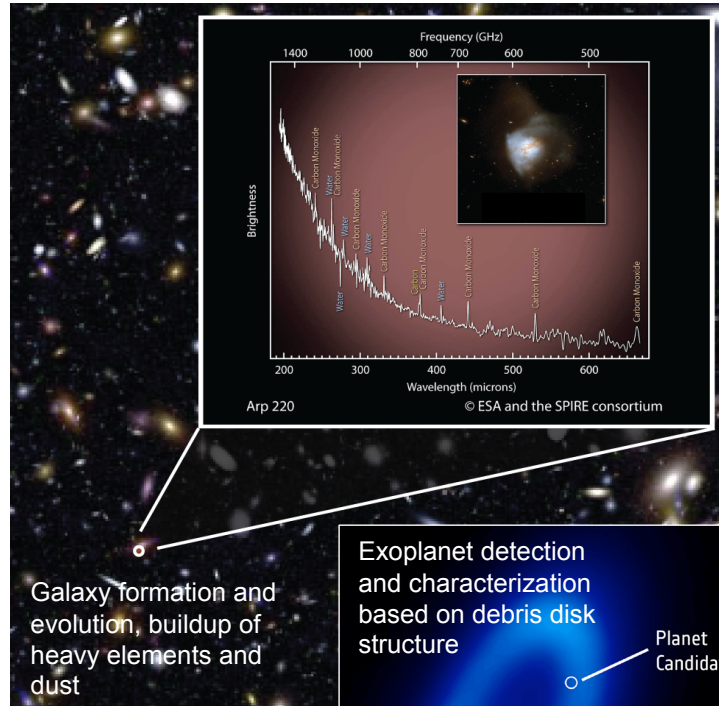 Frequency (GHz)
1400 1000 800 700 600 500
Brightness
Carbon Monoxide
Water
Carbon Monoxide
Water
Water
Carbon Monoxide
Water
Carbon Monoxide
Carbon
Carbon Monoxide
Water
Carbon Monoxide
Carbon Monoxide
Carbon Monoxide
200 300 400 500 600
Wavelength (microns)
Arp 220 © ESA and the SPIRE consortium
Galaxy formation and
evolution, buildup of
heavy elements and
dust
Exoplanet detection
and characterization
based on debris disk
structure
Planet
Candida